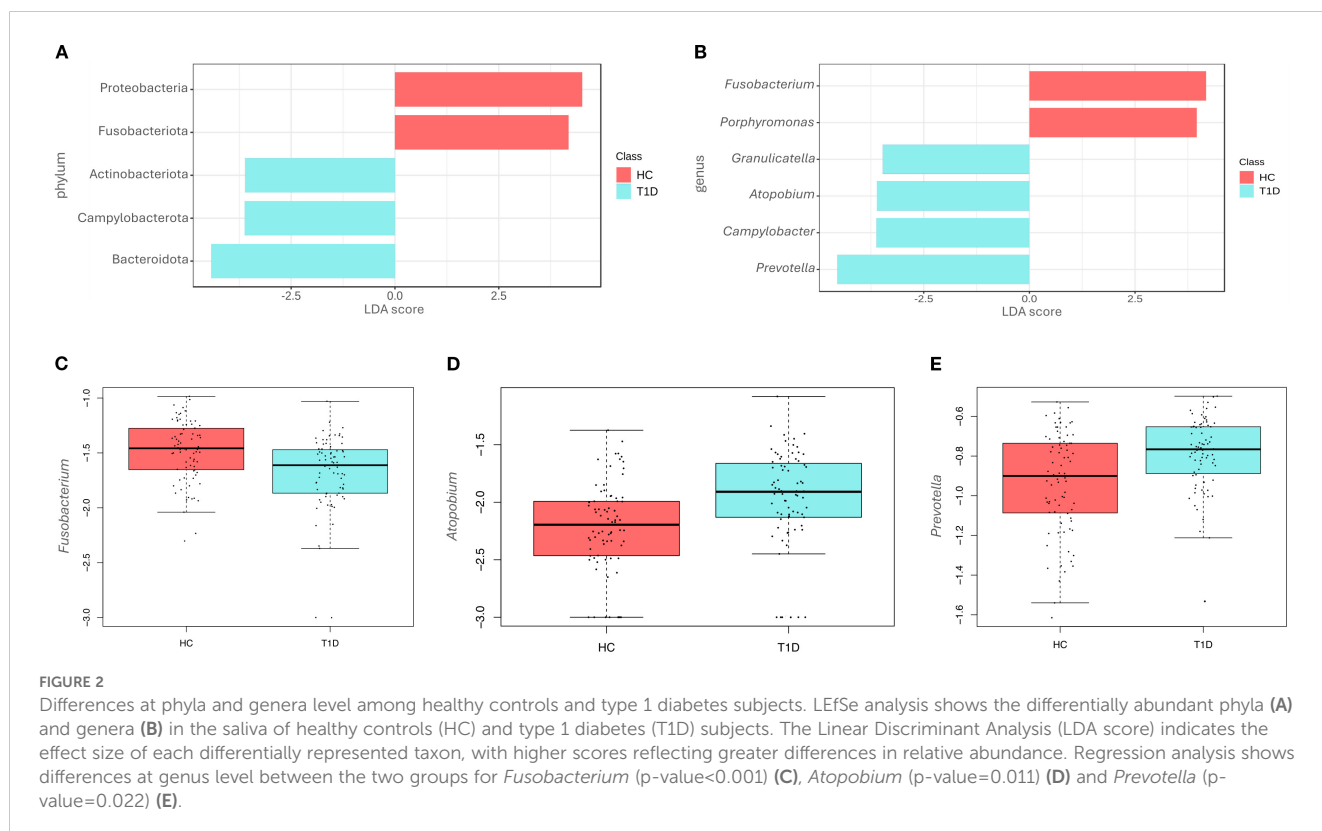 A
phylum
Proteobacteria
Fusobacteriota
Actinobacteriota
Campylobacterota
Bacteroidota
-2.5
0.0
2.5
LDA score
Class
HC
T1D
B
genus
Fusobacterium
Porphyromonas
Granulicatella
Atopobium
Campylobacter
Prevotella
-2.5
0.0
2.5
LDA score
Class
HC
T1D
C
Fusobacterium
-1.0
-1.5
-2.0
-2.5
-3.0
HC
T1D
D
Atopobium
-1.5
-2.0
-2.5
-3.0
HC
T1D
E
Prevotella
-0.6
-0.8
-1.0
-1.2
-1.4
-1.6
HC
T1D
FIGURE 2
Differences at phyla and genera level among healthy controls and type 1 diabetes subjects. LEfSe analysis shows the differentially abundant phyla (A)
and genera (B) in the saliva of healthy controls (HC) and type 1 diabetes (T1D) subjects. The Linear Discriminant Analysis (LDA score) indicates the
effect size of each differentially represented taxon, with higher scores reflecting greater differences in relative abundance. Regression analysis shows
differences at genus level between the two groups for Fusobacterium (p-value<0.001) (C), Atopobium (p-value=0.011) (D) and Prevotella (p-
value=0.022) (E).